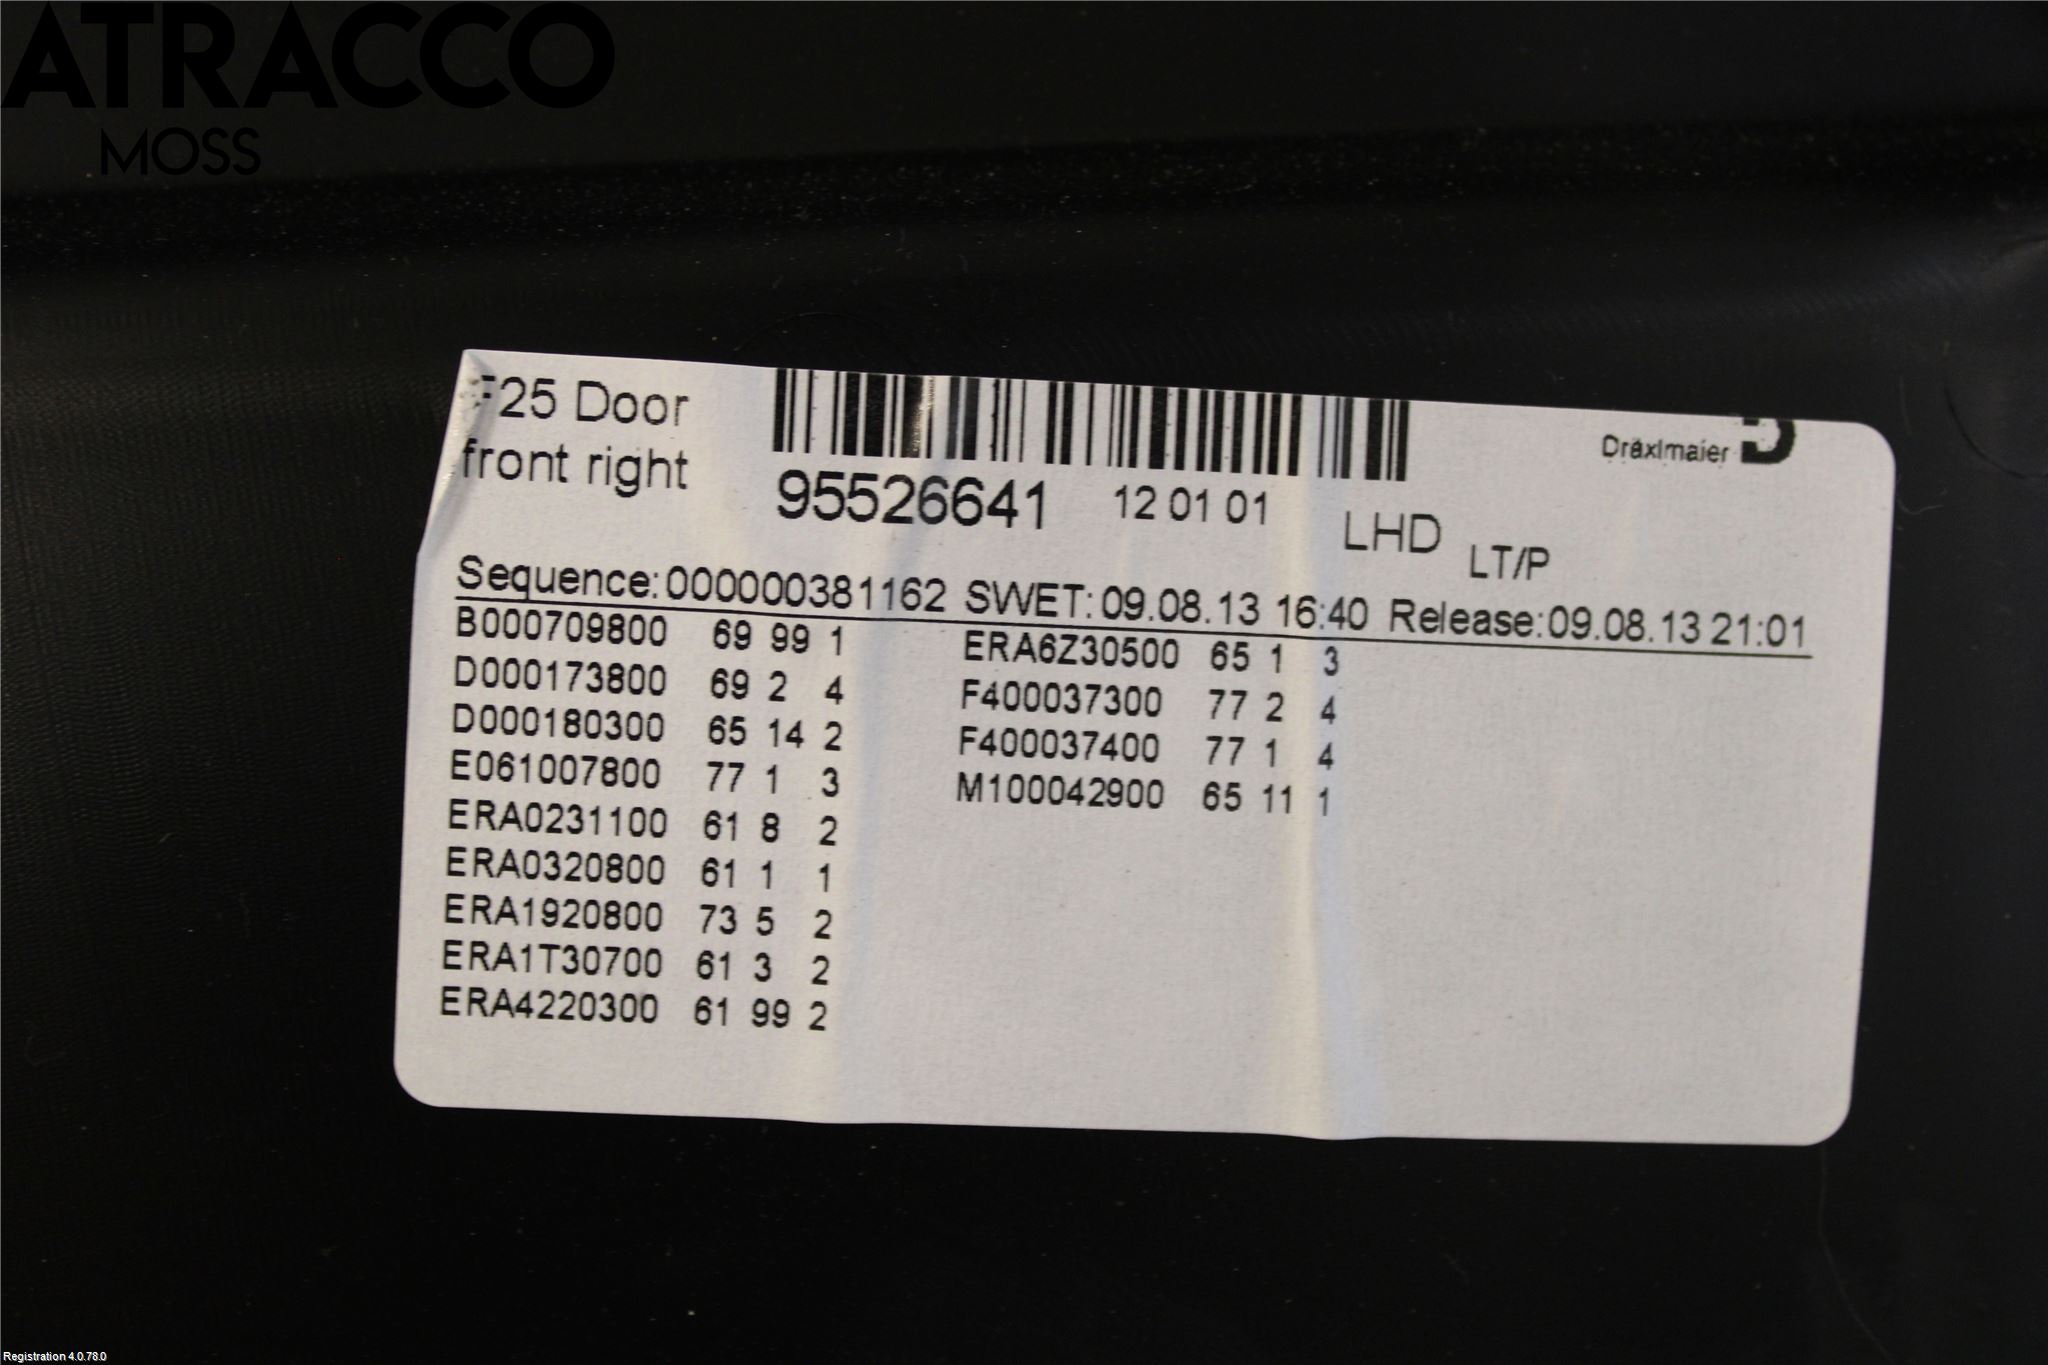 ATRACCO
MOSS
F25 Door
front right
95526641 12 01 01
LHD LT/P
Dräxlmaier D
Sequence:000000381162 SWET:09.08.13 16:40 Release:09.08.13 21:01
B000709800 69 99 1
D000173800 69 2 4
D000180300 65 14 2
E061007800 77 1 3
ERA0231100 61 8 2
ERA0320800 61 1 1
ERA1920800 73 5 2
ERA1T30700 61 3 2
ERA4220300 61 99 2
ERA6Z30500 65 1 3
F400037300 77 2 4
F400037400 77 1 4
M100042900 65 11 1
Registration 4.0.78.0